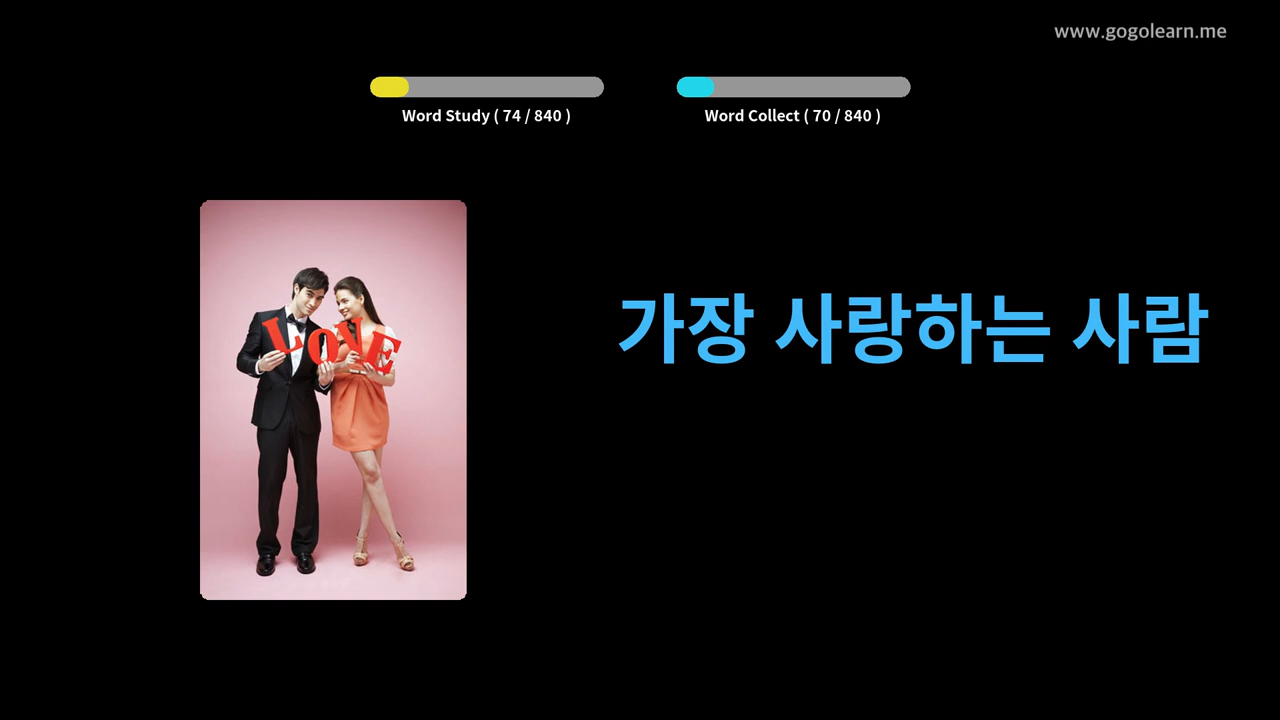 www.gogolearn.me
Word Study ( 74 / 840 )
Word Collect ( 70 / 840 )
LOVE
가장 사랑하는 사람